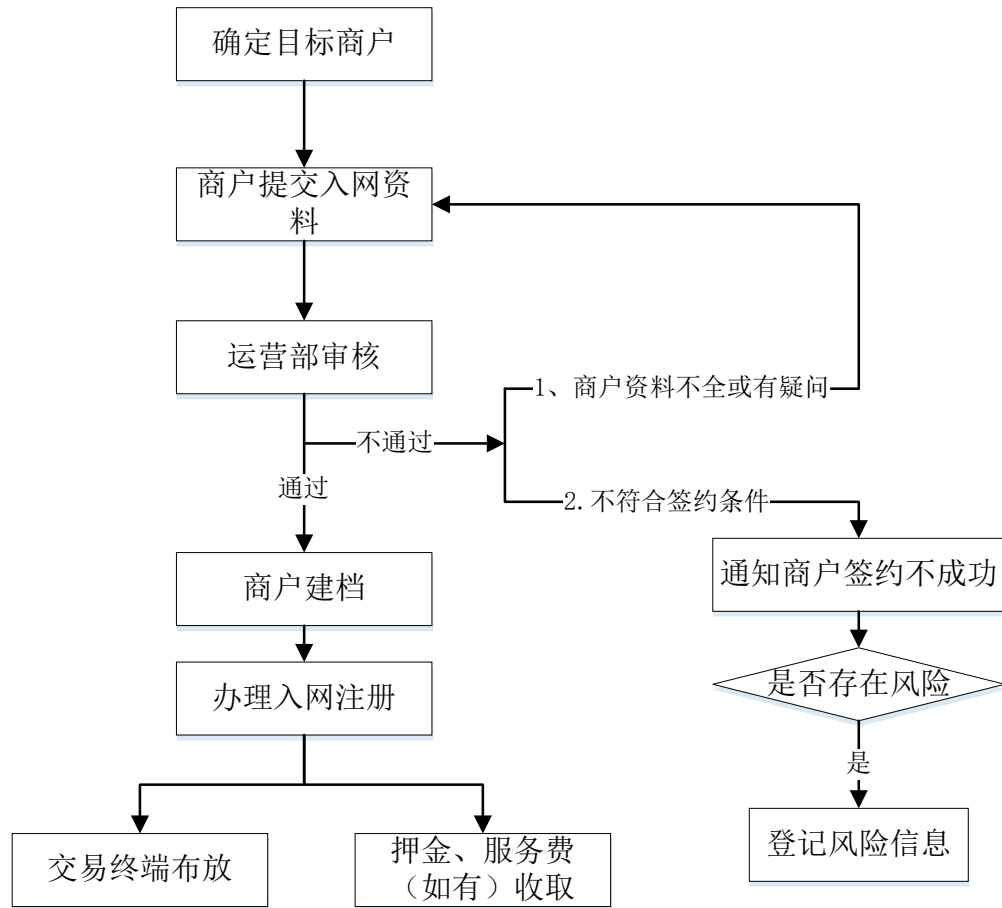 确定目标商户
商户提交入网资
料
运营部审核
1、商户资料不全或有疑问
不通过
通过
2.不符合签约条件
商户建档
通知商户签约不成功
办理入网注册
是否存在风险
是
交易终端布放
押金、服务费
（如有）收取
登记风险信息